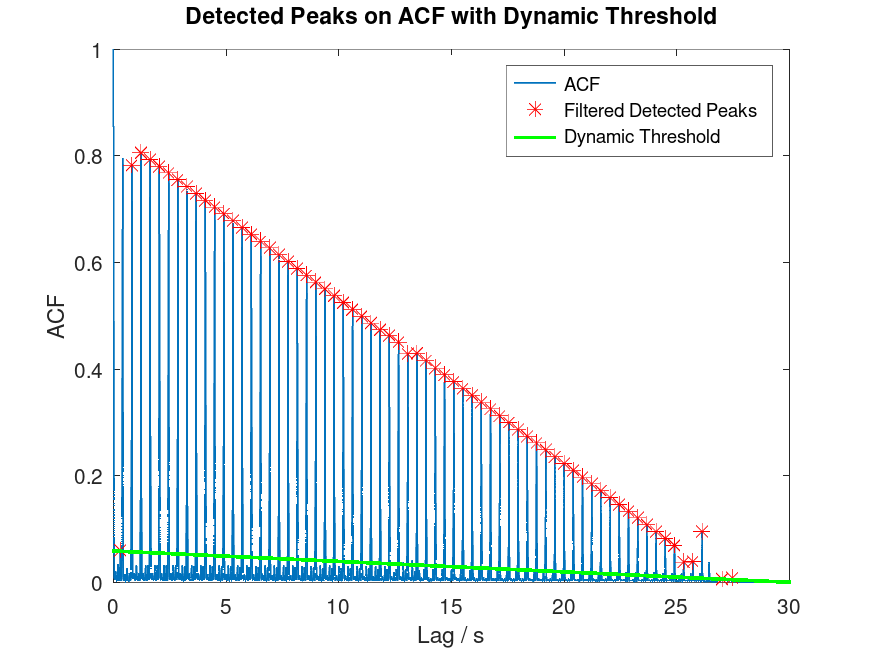 Detected Peaks on ACF with Dynamic Threshold
1
ACF
Filtered Detected Peaks
Dynamic Threshold
0.8
0.6
ACF
0.4
0.2
0
0
5
10
15
20
25
30
Lag / s